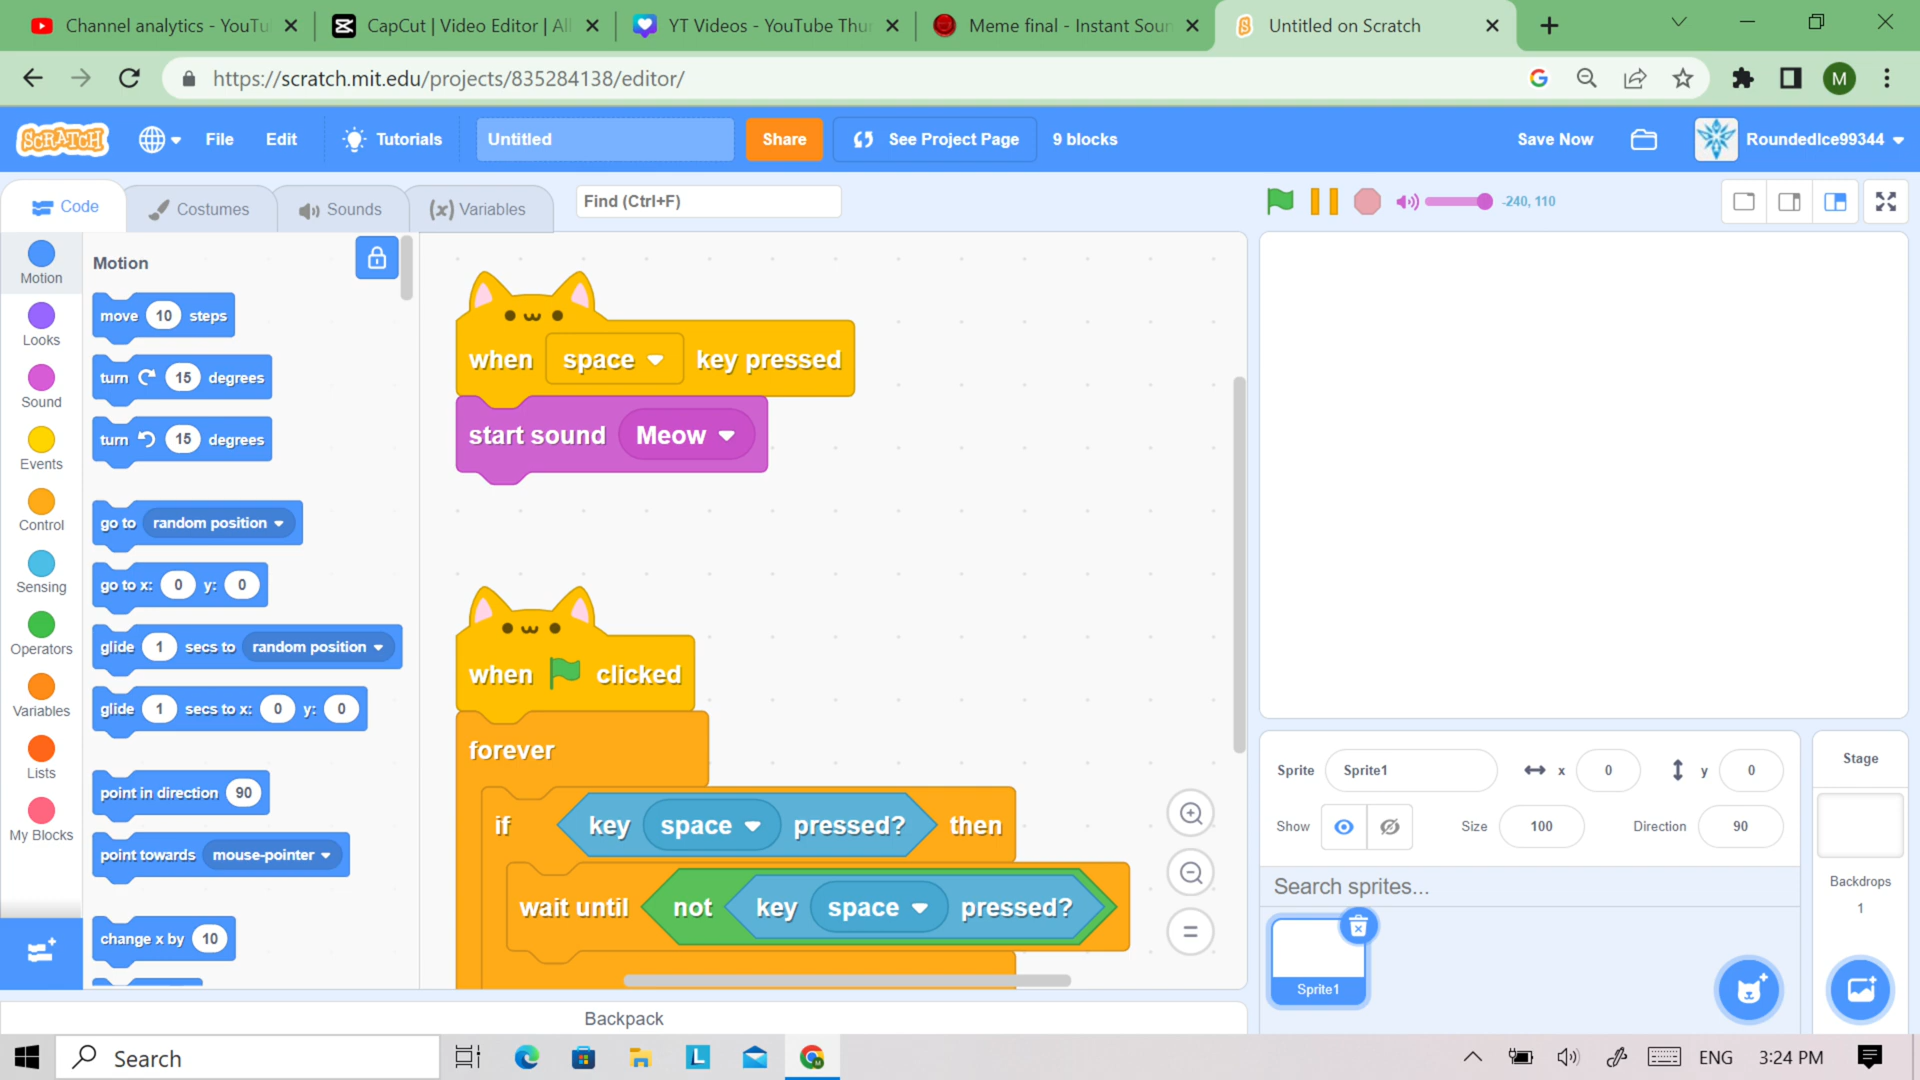 Channel analytics - YouTu
CapCut | Video Editor | All
YT Videos - YouTube Thu
Meme final - Instant Soun
Untitled on Scratch
https://scratch.mit.edu/projects/835284138/editor/
M
SCRATCH
File
Edit
Tutorials
Untitled
Share
See Project Page
9 blocks
Save Now
RoundedIce99344
Code
Costumes
Sounds
(x) Variables
Find (Ctrl+F)
-240, 110
Motion
Looks
Sound
Events
Control
Sensing
Operators
Variables
Lists
My Blocks
Motion
move 10 steps
turn 15 degrees
turn 15 degrees
go to random position
go to x: 0 y: 0
glide 1 secs to random position
glide 1 secs to x: 0 y: 0
point in direction 90
point towards mouse-pointer
change x by 10
when space key pressed
start sound Meow
when clicked
forever
if key space pressed? then
wait until not key space pressed?
Sprite Sprite1 x 0 y 0
Show Size 100 Direction 90
Search sprites...
Sprite1
Stage
Backdrops
1
Backpack
Search
L
ENG
3:24 PM